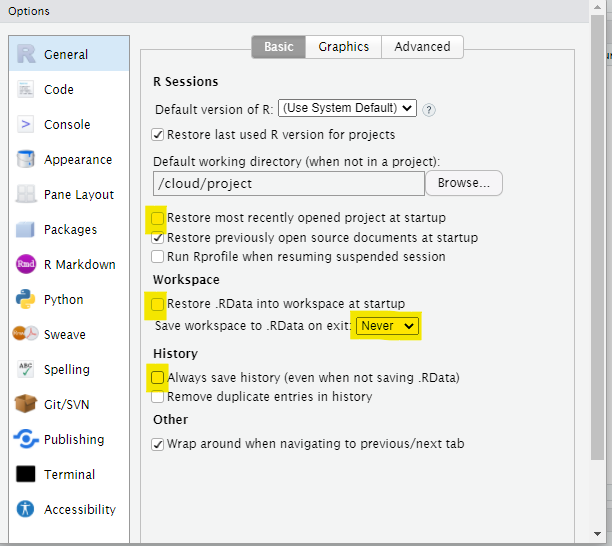 Options
R General
Code
Console
Appearance
Pane Layout
Packages
Rmd R Markdown
Python
Sweave
ABC Spelling
Git/SVN
Publishing
Terminal
Accessibility
Basic Graphics Advanced
R Sessions
Default version of R: (Use System Default) ?
Restore last used R version for projects
Default working directory (when not in a project):
/cloud/project Browse...
Restore most recently opened project at startup
Restore previously open source documents at startup
Run Rprofile when resuming suspended session
Workspace
Restore .RData into workspace at startup
Save workspace to .RData on exit: Never
History
Always save history (even when not saving .RData)
Remove duplicate entries in history
Other
Wrap around when navigating to previous/next tab